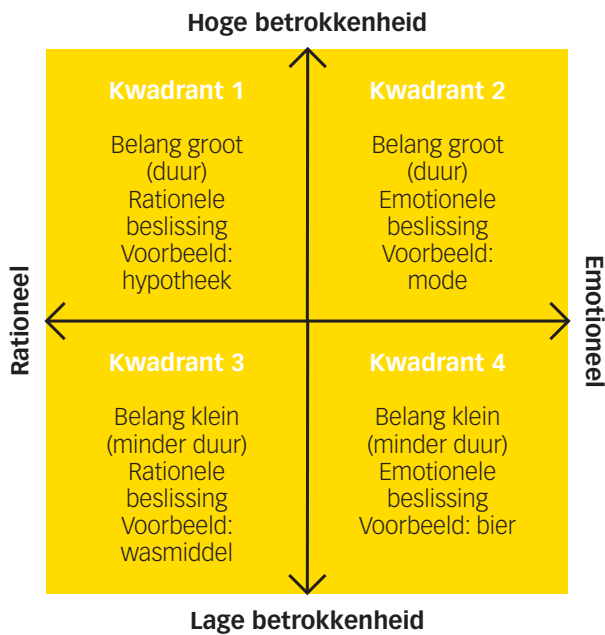 Hoge betrokkenheid
Kwadrant 1
Belang groot
(duur)
Rationele
beslissing
Voorbeeld:
hypotheek
Kwadrant 2
Belang groot
(duur)
Emotionele
beslissing
Voorbeeld:
mode
Rationeel
Emotioneel
Kwadrant 3
Belang klein
(minder duur)
Rationele
beslissing
Voorbeeld:
wasmiddel
Kwadrant 4
Belang klein
(minder duur)
Emotionele
beslissing
Voorbeeld: bier
Lage betrokkenheid